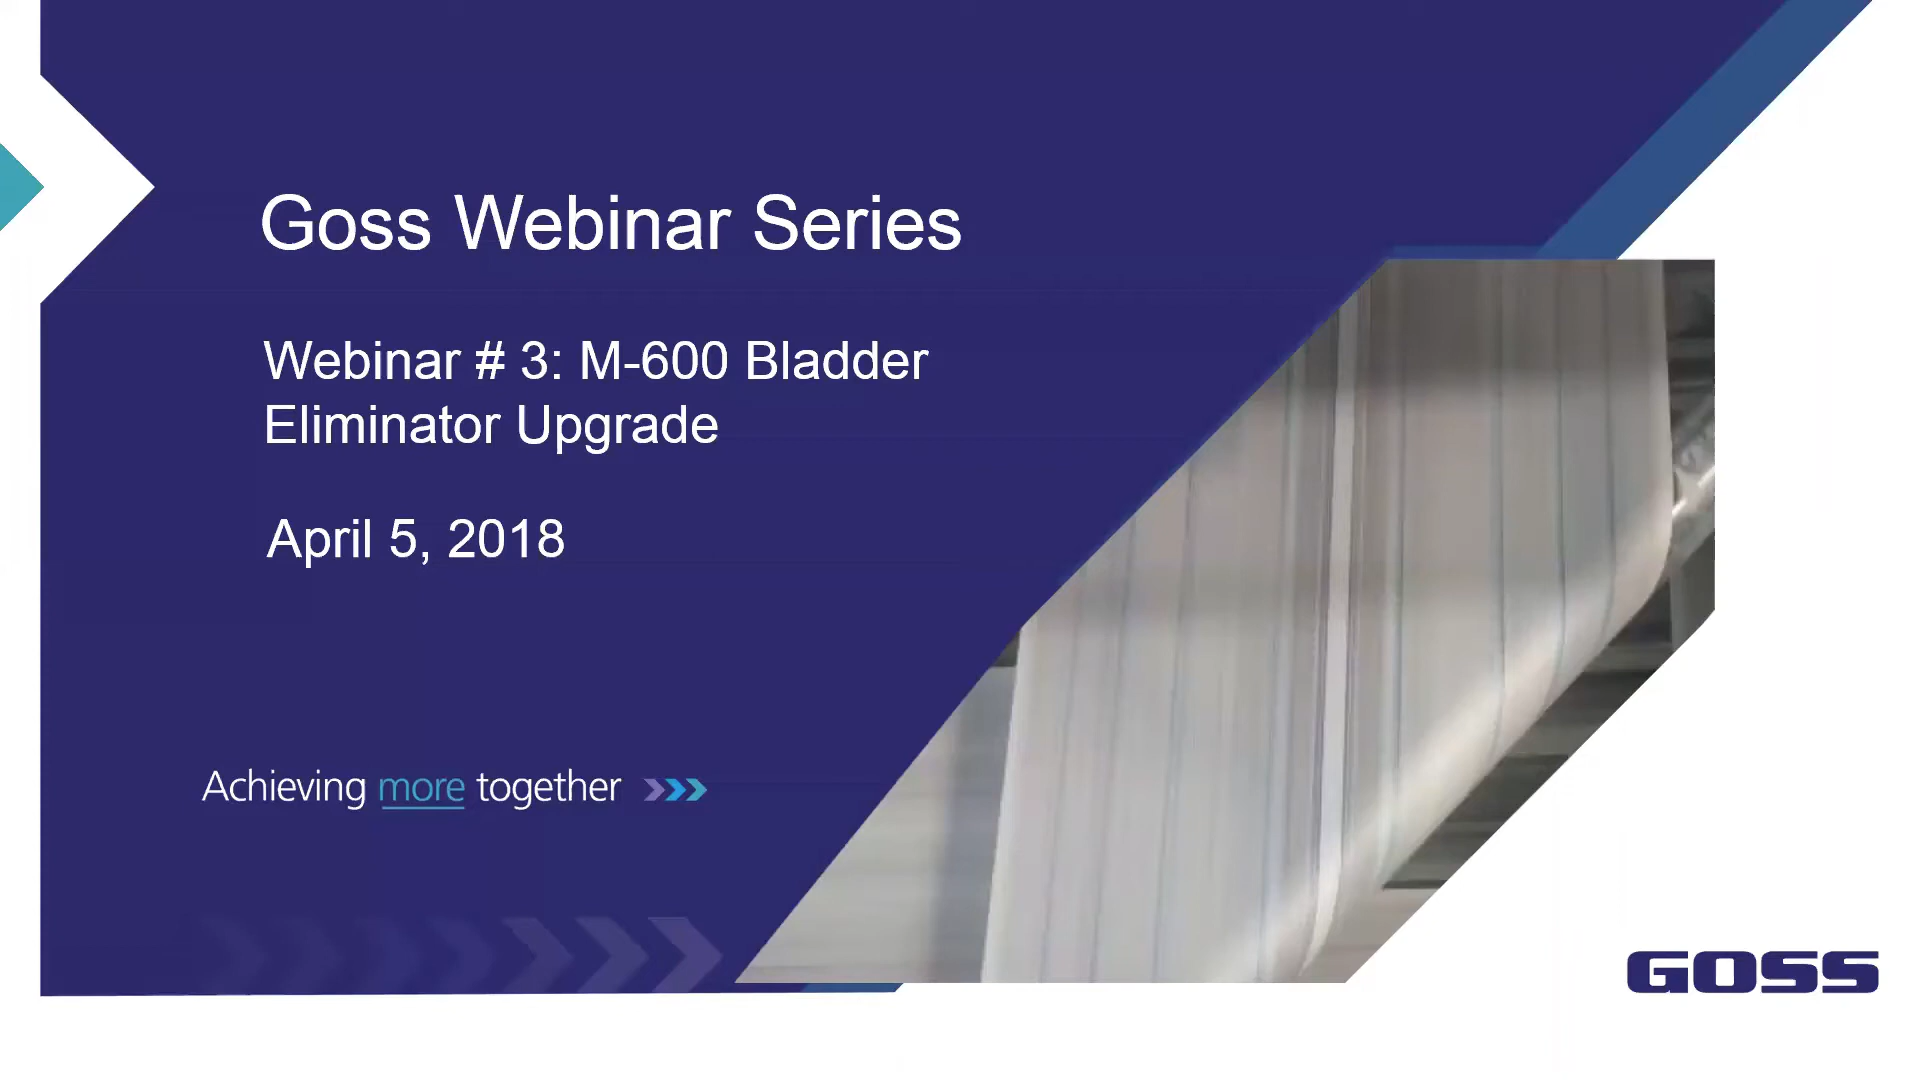 Goss Webinar Series
Webinar # 3: M-600 Bladder
Eliminator Upgrade
April 5, 2018
Achieving more together
GOSS